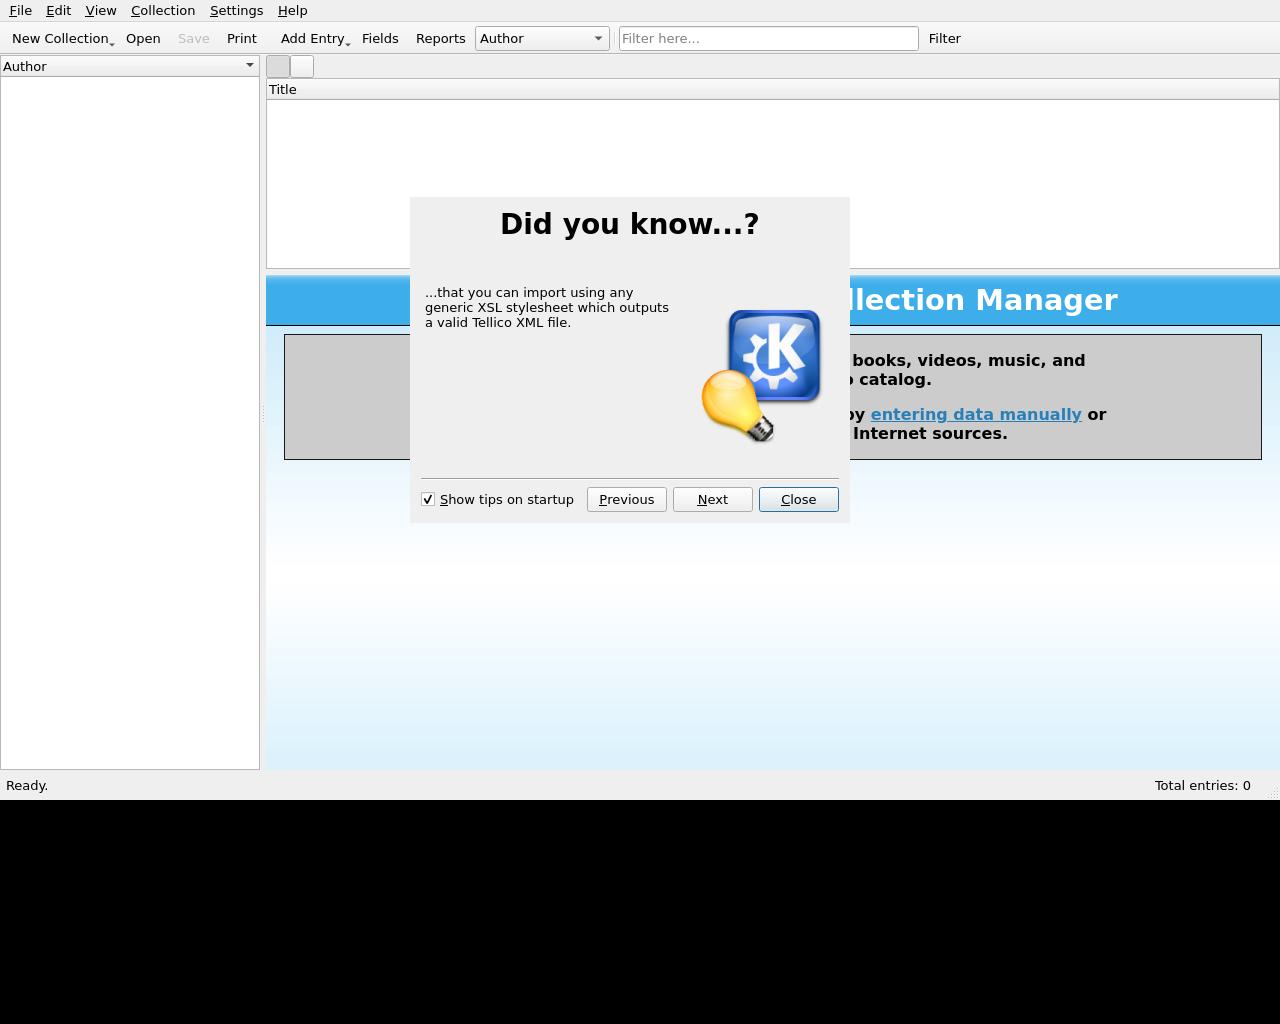 File Edit View Collection Settings Help
New Collection Open Save Print Add Entry Fields Reports Author Filter here... Filter
Author
Title
Did you know...?
...that you can import using any
generic XSL stylesheet which outputs
a valid Tellico XML file.
Show tips on startup Previous Next Close
llection Manager
books, videos, music, and
catalog.
by entering data manually or
Internet sources.
Ready. Total entries: 0